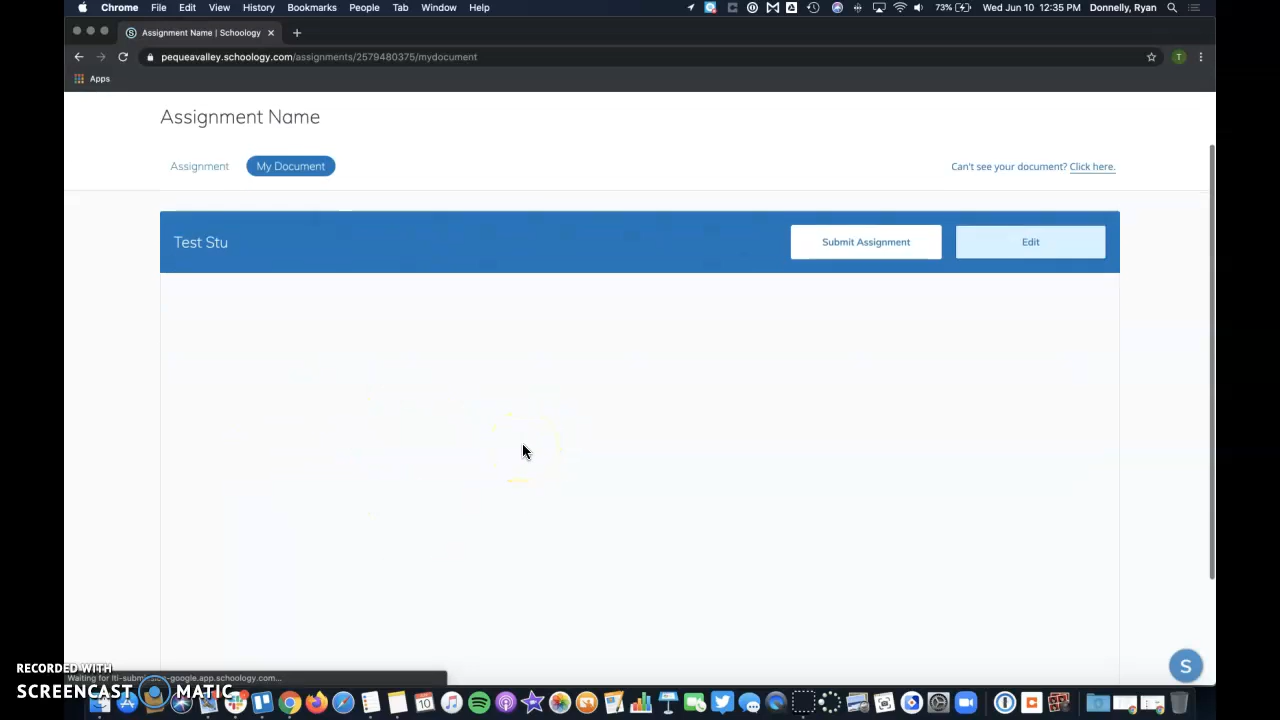 Chrome File Edit View History Bookmarks People Tab Window Help 73% Wed Jun 10 12:35 PM Donnelly, Ryan
Assignment Name | Schoology
pequeavalley.schoology.com/assignments/2579480375/mydocument T
Apps
Assignment Name
Assignment My Document Can't see your document? Click here.
Test Stu Submit Assignment Edit
S
RECORDED WITH
Waiting for lti-submission-google.app.schoology.com...
SCREENCAST MATIC
10